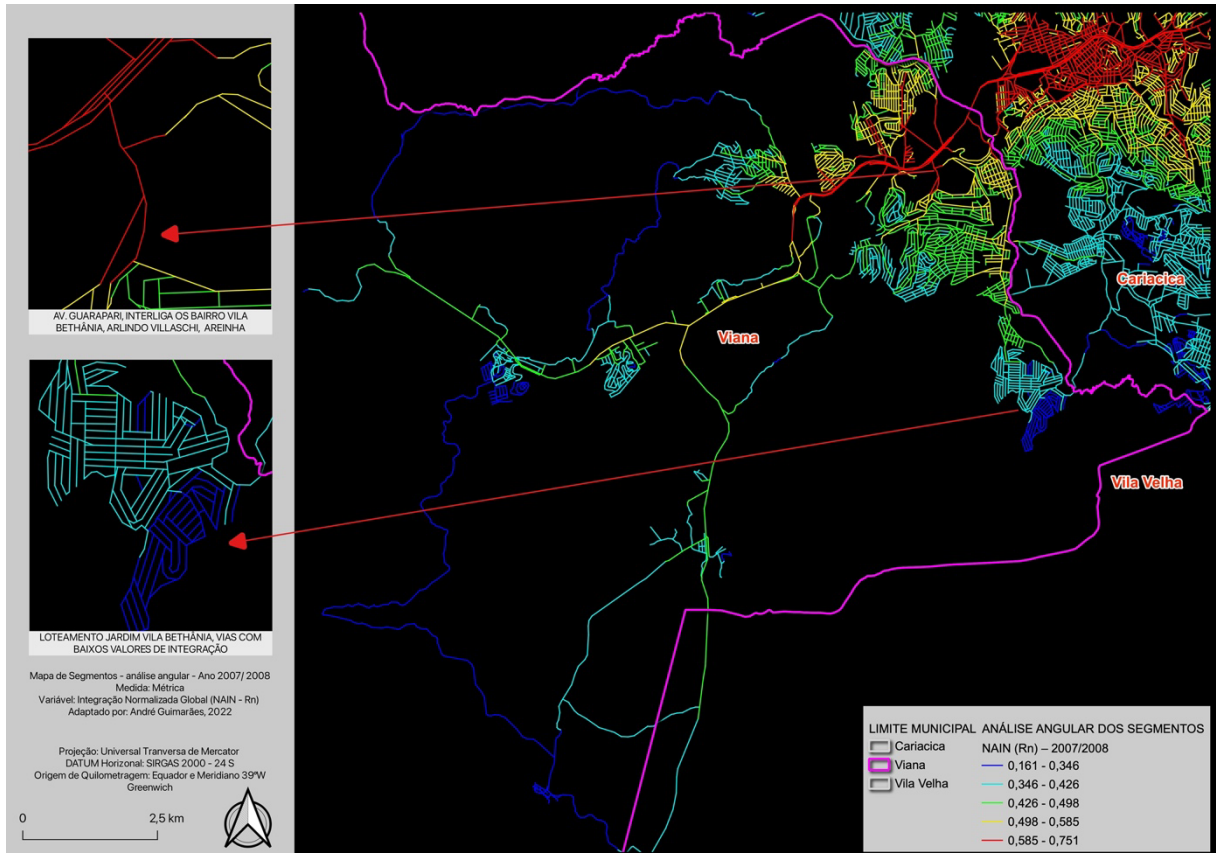 AV. GUARAPARI, INTERLIGA OS BAIRRO VILA
BETHÂNIA, ARLINDO VILLASCHI, AREINHA
LOTEAMENTO JARDIM VILA BETHÂNIA, VIAS COM
BAIXOS VALORES DE INTEGRAÇÃO
Mapa de Segmentos - análise angular - Ano 2007/ 2008
Medida: Métrica
Variável: Integração Normalizada Global (NAIN - Rn)
Adaptado por: André Guimarães, 2022
Projeção: Universal Tranversa de Mercator
DATUM Horizonal: SIRGAS 2000 - 24 S
Origem de Quilometragem: Equador e Meridiano 39ºW
Greenwich
0 2,5 km
Cariacica
Viana
Vila Velha
LIMITE MUNICIPAL
Cariacica
Viana
Vila Velha
ANÁLISE ANGULAR DOS SEGMENTOS
NAIN (Rn) – 2007/2008
0,161 - 0,346
0,346 - 0,426
0,426 - 0,498
0,498 - 0,585
0,585 - 0,751